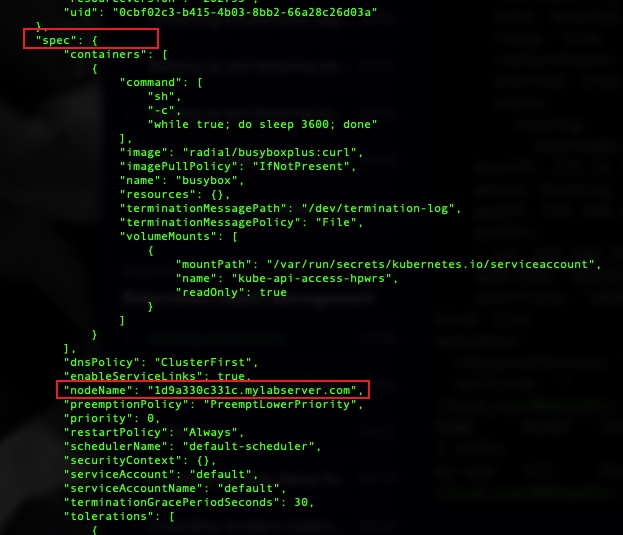 "uid": "0cbf02c3-b415-4b03-8bb2-66a28c26d03a"
},
"spec": {
"containers": [
{
"command": [
"sh",
"-c",
"while true; do sleep 3600; done"
],
"image": "radial/busyboxplus:curl",
"imagePullPolicy": "IfNotPresent",
"name": "busybox",
"resources": {},
"terminationMessagePath": "/dev/termination-log",
"terminationMessagePolicy": "File",
"volumeMounts": [
{
"mountPath": "/var/run/secrets/kubernetes.io/serviceaccount",
"name": "kube-api-access-hpwrs",
"readOnly": true
}
]
}
],
"dnsPolicy": "ClusterFirst",
"enableServiceLinks": true,
"nodeName": "1d9a330c331c.mylabserver.com",
"preemptionPolicy": "PreemptLowerPriority",
"priority": 0,
"restartPolicy": "Always",
"schedulerName": "default-scheduler",
"securityContext": {},
"serviceAccount": "default",
"serviceAccountName": "default",
"terminationGracePeriodSeconds": 30,
"tolerations": [
{